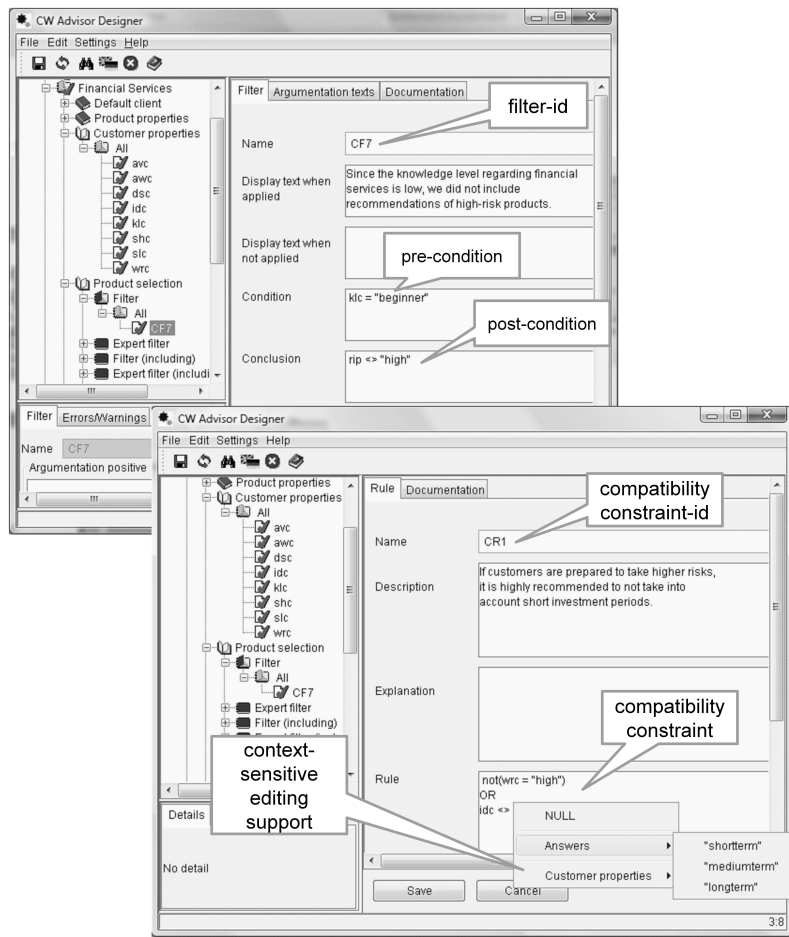 CW Advisor Designer
File Edit Settings Help
Financial Services
Default client
Product properties
Customer properties
All
avc
awc
dsc
idc
klc
shc
slc
wrc
Product selection
Filter
All
CF7
Expert filter
Filter (including)
Expert filter (includi
Filter Argumentation texts Documentation
filter-id
Name CF7
Display text when
applied
Since the knowledge level regarding financial
services is low, we did not include
recommendations of high-risk products.
Display text when
not applied
pre-condition
Condition klc = "beginner"
post-condition
Conclusion rip <> "high"
Filter Errors/Warnings
Name CF7
Argumentation positive
CW Advisor Designer
File Edit Settings Help
Product properties
Customer properties
All
avc
awc
dsc
idc
klc
shc
slc
wrc
Product selection
Filter
All
CF7
Expert filter
Filter (including)
context-
sensitive
editing
support
Details
No detail
Rule Documentation
compatibility
constraint-id
Name CR1
Description
If customers are prepared to take higher risks,
it is highly recommended to not take into
account short investment periods.
Explanation
compatibility
constraint
Rule
not(wrc = "high")
OR
idc <>
NULL
Answers
Customer properties
"shortterm"
"mediumterm"
"longterm"
Save Cancel
3:8